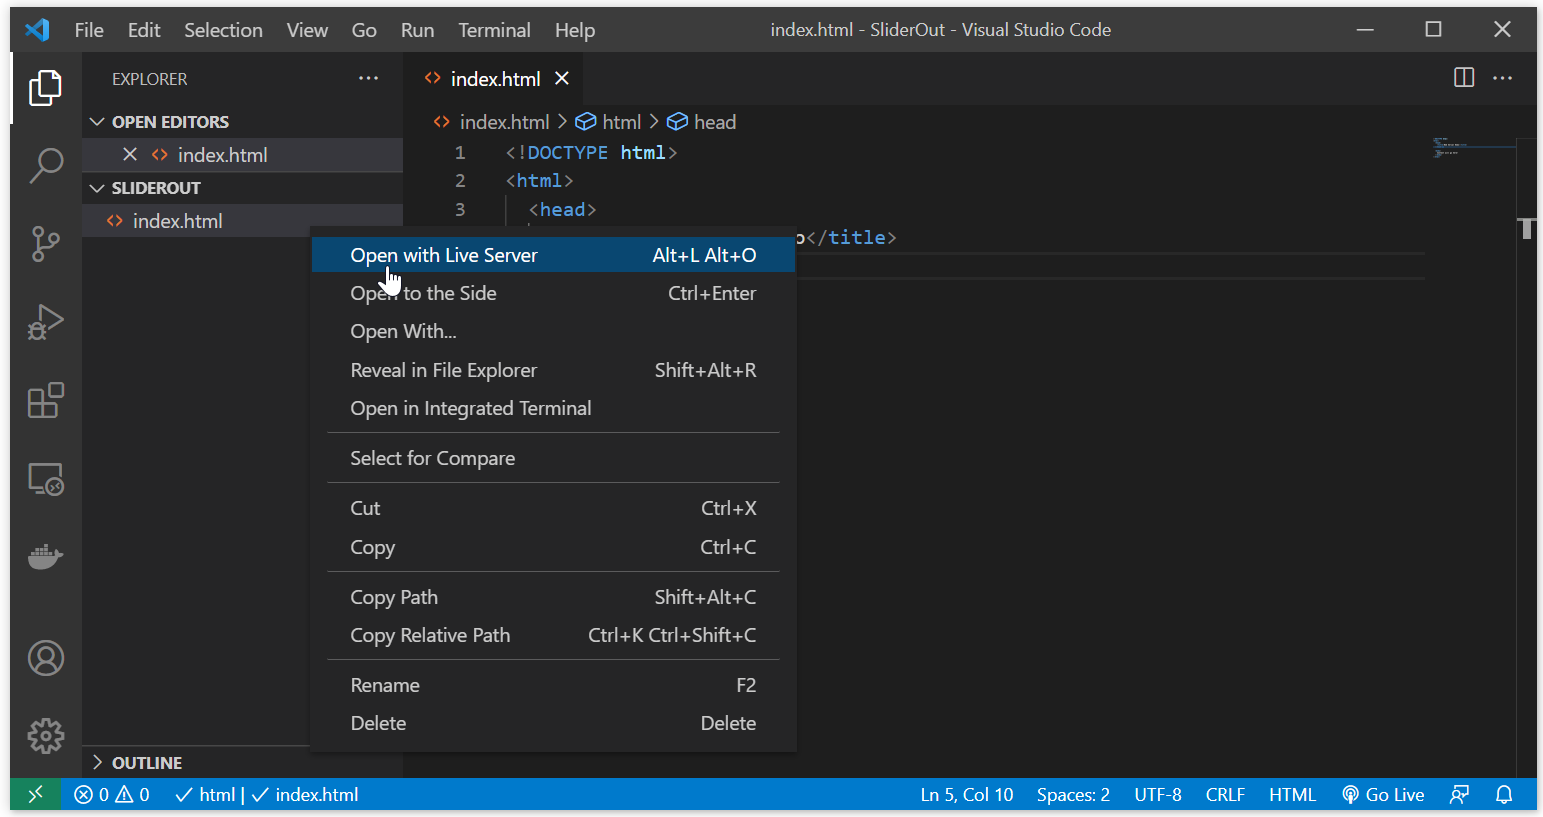 File Edit Selection View Go Run Terminal Help index.html - SliderOut - Visual Studio Code
EXPLORER
index.html
OPEN EDITORS
index.html
SLIDEROUT
index.html
index.html > html > head
1 <!DOCTYPE html>
2 <html>
3 <head>
</title>
Open with Live Server Alt+L Alt+O
Open to the Side Ctrl+Enter
Open With...
Reveal in File Explorer Shift+Alt+R
Open in Integrated Terminal
Select for Compare
Cut Ctrl+X
Copy Ctrl+C
Copy Path Shift+Alt+C
Copy Relative Path Ctrl+K Ctrl+Shift+C
Rename F2
Delete Delete
OUTLINE
0 0 html | index.html Ln 5, Col 10 Spaces: 2 UTF-8 CRLF HTML Go Live